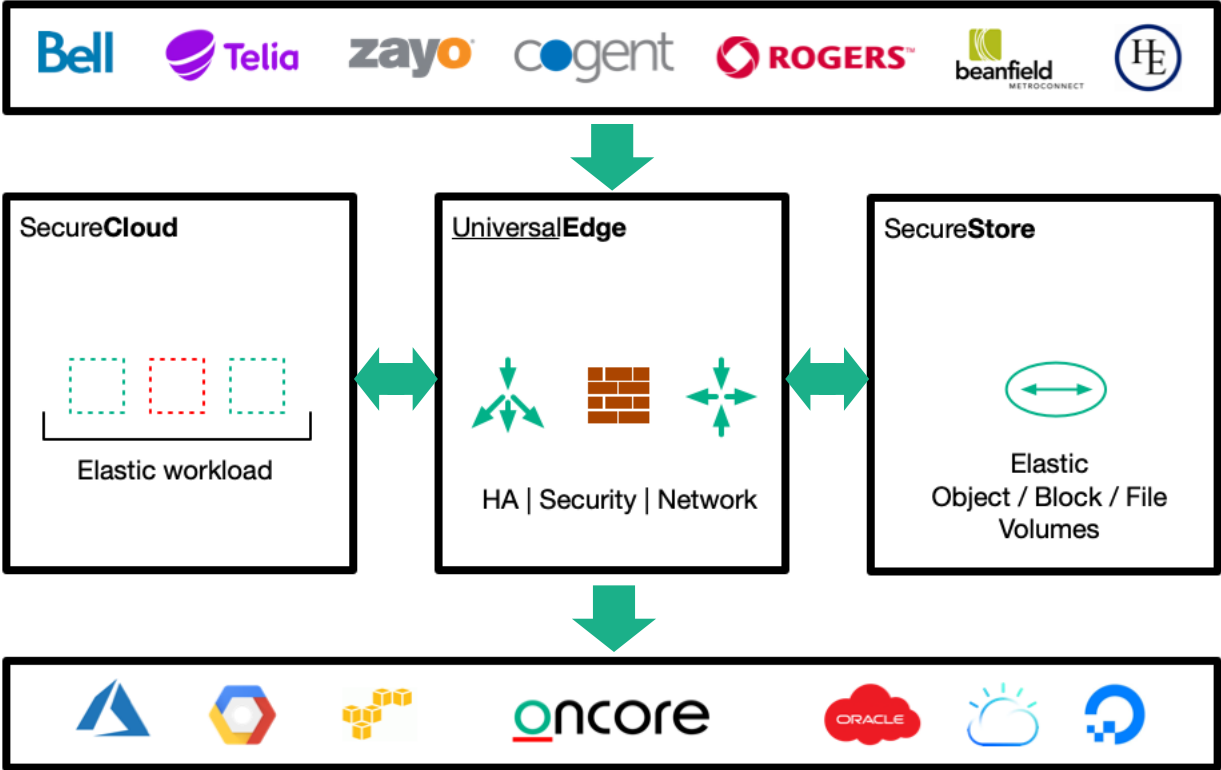 Bell
Telia
zayo
cogent
ROGERS™
beanfield
METROCONNECT
HE
SecureCloud
UniversalEdge
SecureStore
Elastic workload
HA | Security | Network
Elastic
Object / Block / File
Volumes
oncore
ORACLE